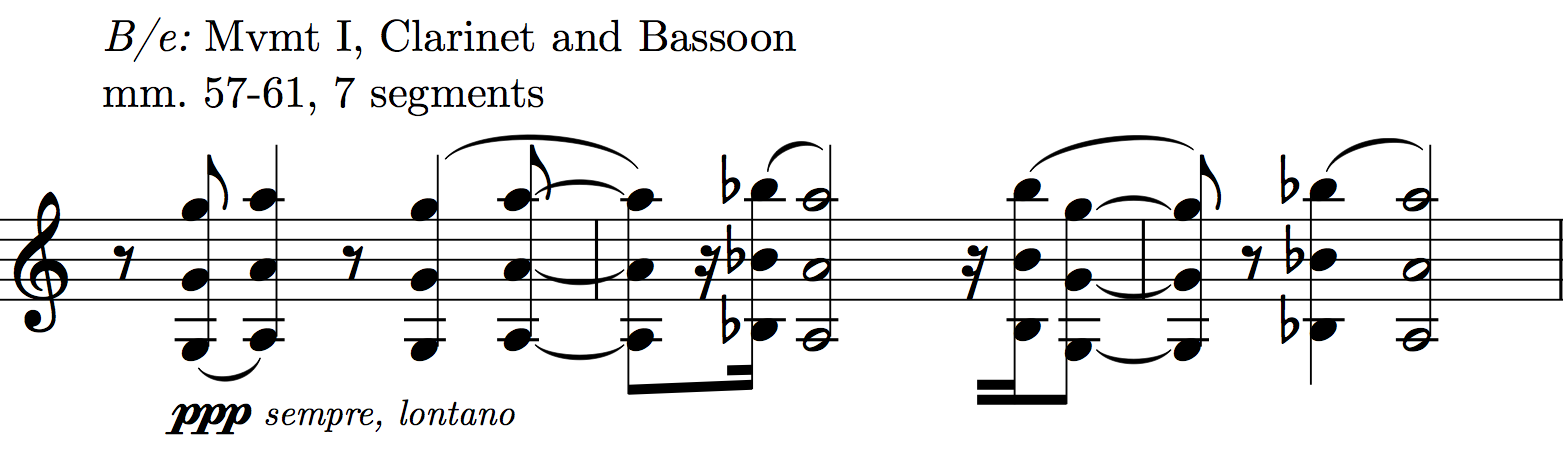 B/e: Mvmt I, Clarinet and Bassoon
mm. 57-61, 7 segments
ppp sempre, lontano